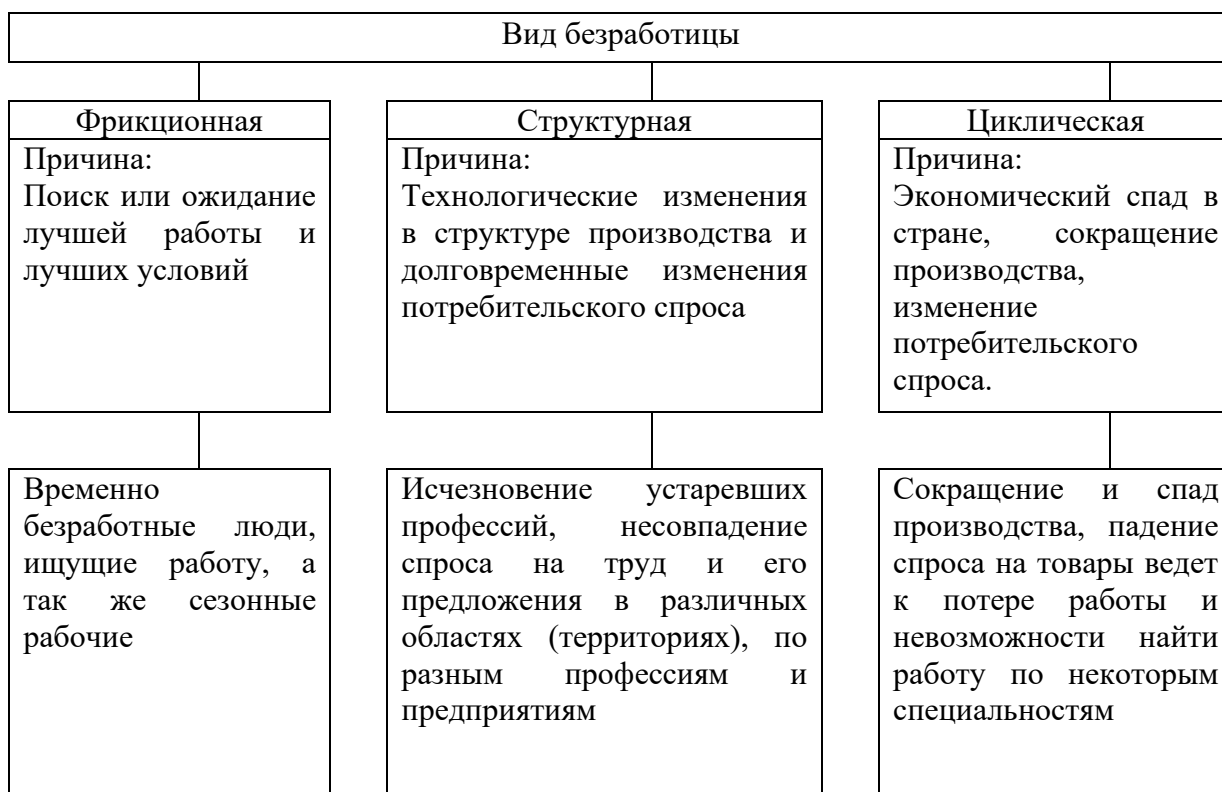 Вид безработицы
Фрикционная
Причина:
Поиск или ожидание
лучшей работы и
лучших условий
Структурная
Причина:
Технологические изменения
в структуре производства и
долговременные изменения
потребительского спроса
Циклическая
Причина:
Экономический спад в
стране, сокращение
производства,
изменение
потребительского
спроса.
Временно
безработные люди,
ищущие работу, а
так же сезонные
рабочие
Исчезновение устаревших
профессий, несовпадение
спроса на труд и его
предложения в различных
областях (территориях), по
разным профессиям и
предприятиям
Сокращение и спад
производства, падение
спроса на товары ведет
к потере работы и
невозможности найти
работу по некоторым
специальностям